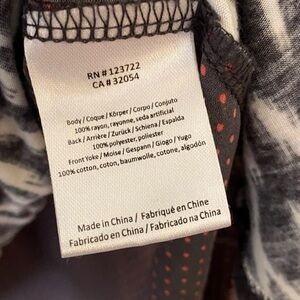 RN # 123722
CA # 32054
Body / Coque / Körper / Corpo / Conjuto
100% rayon, rayonne, seda artificial
Back / Arrière / Zurück / Schiena / Espalda
100% polyester, poliester
Front Yoke / Moise / Gespann / Giogo / Yugo
100% cotton, coton, baumwolle, cotone, algodón
Made in China / Fabriqué en Chine
Fabricado en China / Fabricado na China